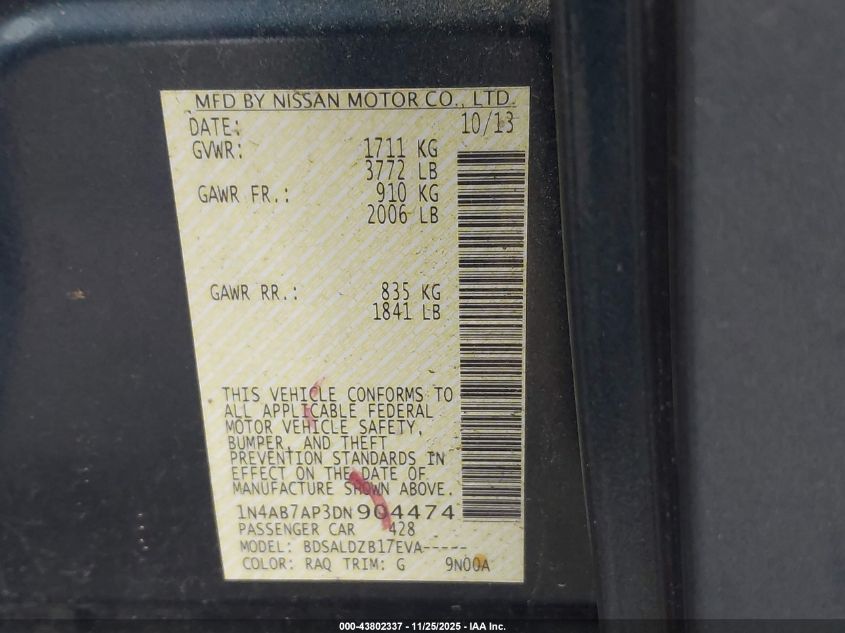 MFD BY NISSAN MOTOR CO., LTD.
DATE: 10/13
GVWR: 1711 KG
3772 LB
GAWR FR.: 910 KG
2006 LB
GAWR RR.: 835 KG
1841 LB
THIS VEHICLE CONFORMS TO
ALL APPLICABLE FEDERAL
MOTOR VEHICLE SAFETY,
BUMPER, AND THEFT
PREVENTION STANDARDS IN
EFFECT ON THE DATE OF
MANUFACTURE SHOWN ABOVE.
1N4AB7AP3DN904474
PASSENGER CAR 428
MODEL: BDSALDZB17EVA-----
COLOR: RAQ TRIM: G 9N00A
000-43802337 - 11/25/2025 - IAA Inc.